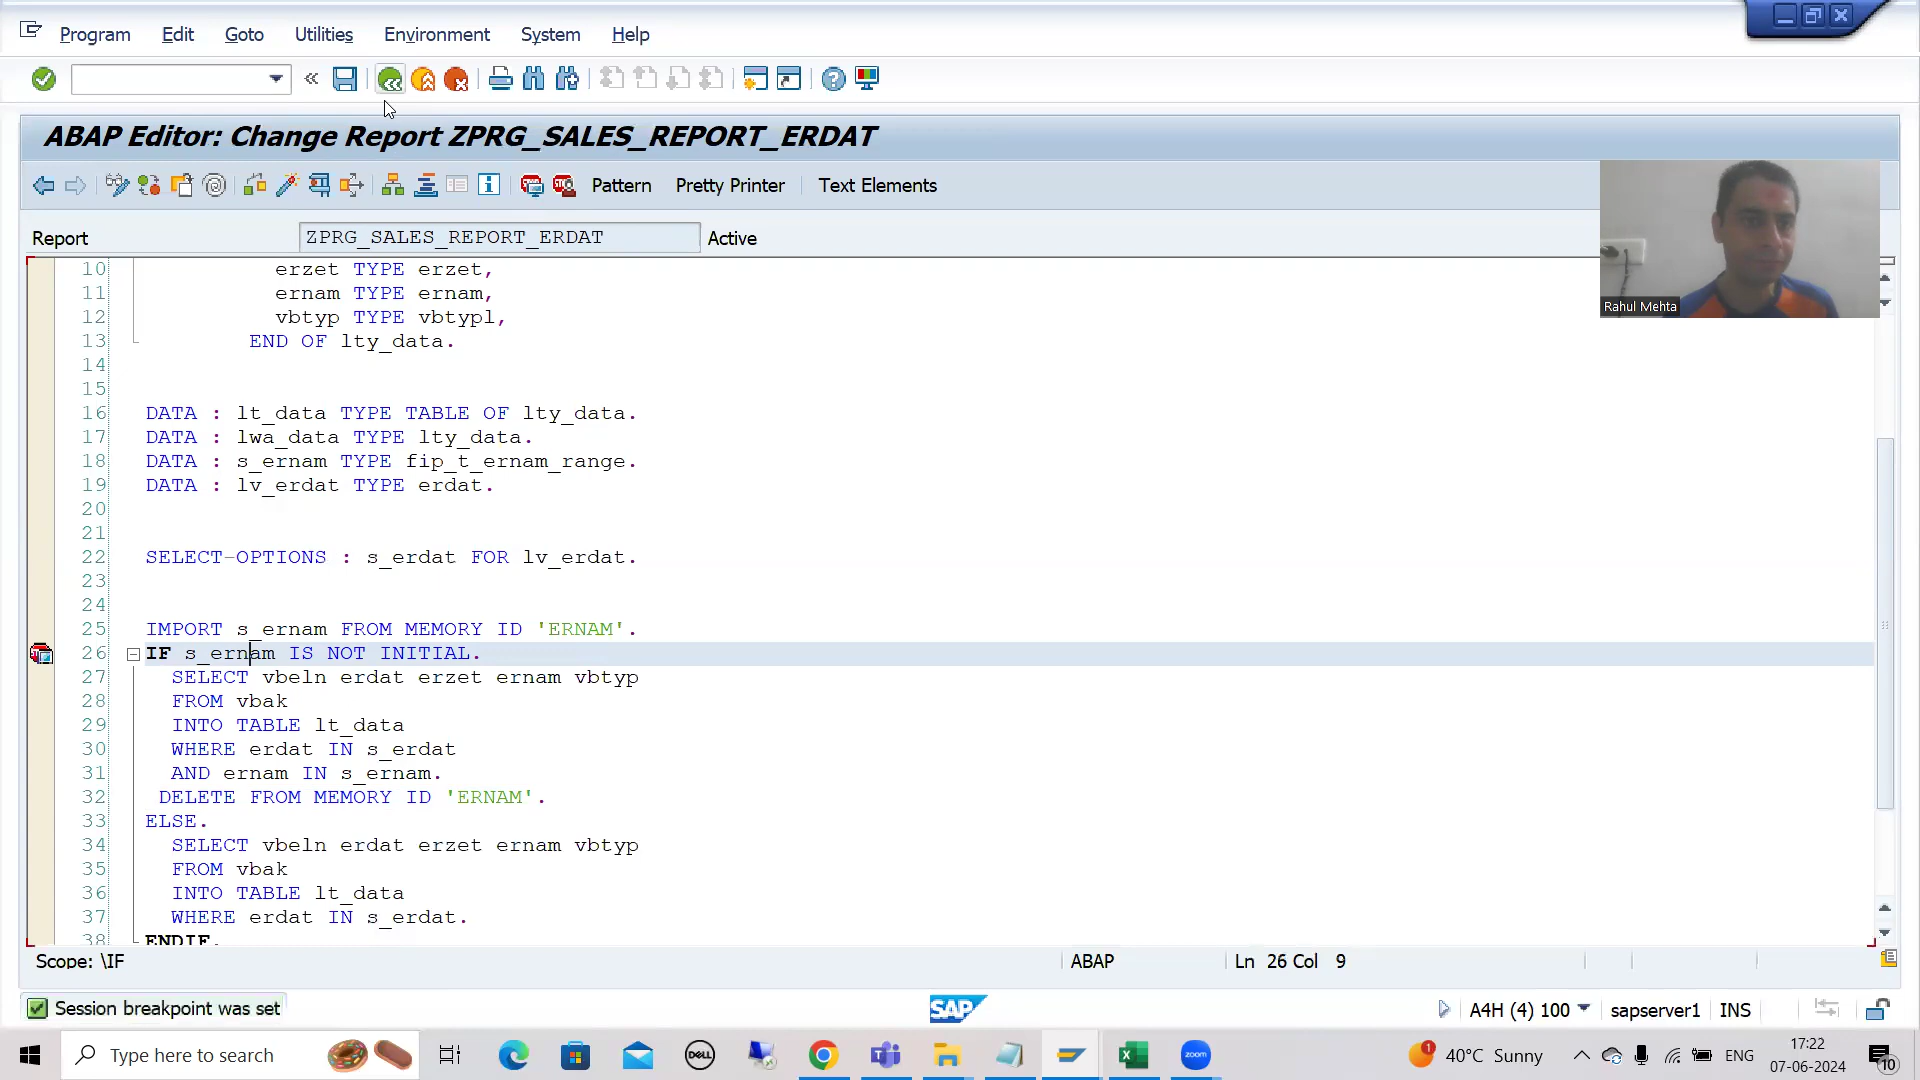 Program Edit Goto Utilities Environment System Help
ABAP Editor: Change Report ZPRG_SALES_REPORT_ERDAT
Pattern Pretty Printer Text Elements
Report ZPRG_SALES_REPORT_ERDAT Active
Rahul Mehta
10 erzet TYPE erzet,
11 ernam TYPE ernam,
12 vbtyp TYPE vbtypl,
13 END OF lty_data.
14
15
16 DATA : lt_data TYPE TABLE OF lty_data.
17 DATA : lwa_data TYPE lty_data.
18 DATA : s_ernam TYPE fip_t_ernam_range.
19 DATA : lv_erdat TYPE erdat.
20
21
22 SELECT-OPTIONS : s_erdat FOR lv_erdat.
23
24
25 IMPORT s_ernam FROM MEMORY ID 'ERNAM'.
26 IF s_ernam IS NOT INITIAL.
27 SELECT vbeln erdat erzet ernam vbtyp
28 FROM vbak
29 INTO TABLE lt_data
30 WHERE erdat IN s_erdat
31 AND ernam IN s_ernam.
32 DELETE FROM MEMORY ID 'ERNAM'.
33 ELSE.
34 SELECT vbeln erdat erzet ernam vbtyp
35 FROM vbak
36 INTO TABLE lt_data
37 WHERE erdat IN s_erdat.
38 ENDIF.
Scope: \IF ABAP Ln 26 Col 9
Session breakpoint was set SAP A4H (4) 100 sapserver1 INS
Type here to search DELL zoom 1 40°C Sunny ENG 17:22
07-06-2024 10